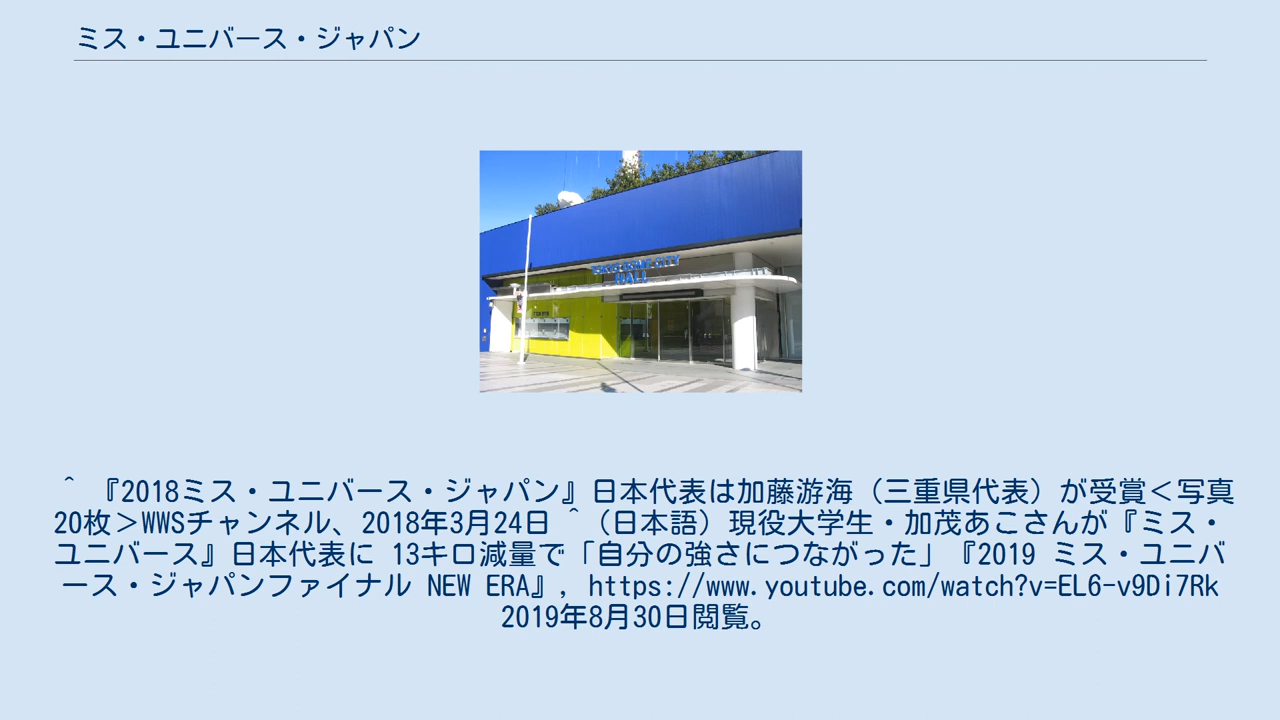 ミス・ユニバース・ジャパン
TOKYO DOME CITY
HALL
^ 『2018ミス・ユニバース・ジャパン』日本代表は加藤游海（三重県代表）が受賞＜写真
20枚＞WWSチャンネル、2018年3月24日 ^（日本語）現役大学生・加茂あこさんが『ミス・
ユニバース』日本代表に 13キロ減量で「自分の強さにつながった」『2019 ミス・ユニバ
ース・ジャパンファイナル NEW ERA』, https://www.youtube.com/watch?v=EL6-v9Di7Rk
2019年8月30日閲覧。